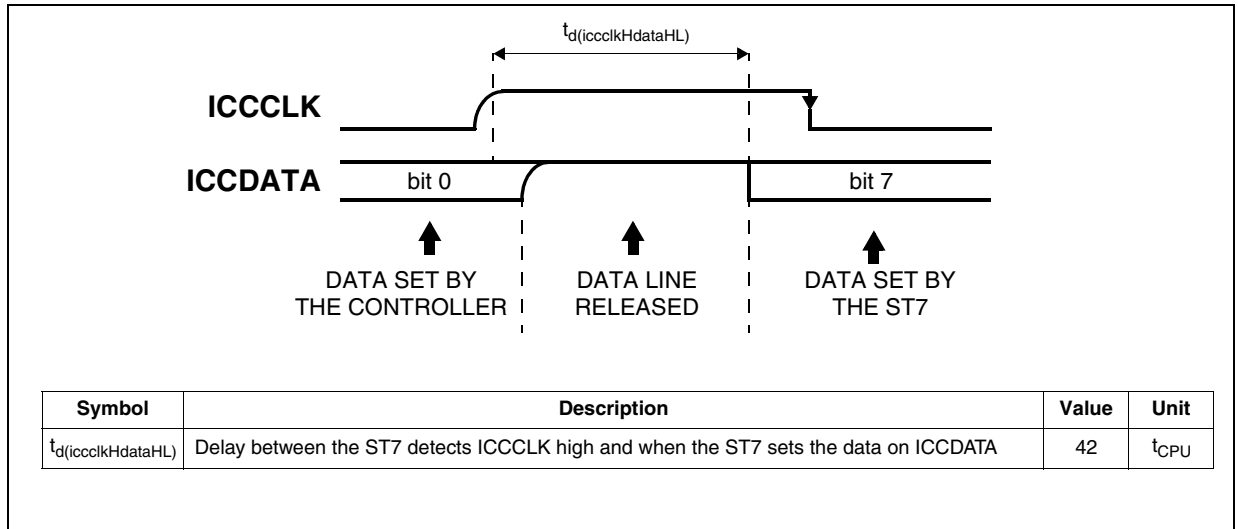 td(iccclkHdataHL)
ICCCLK
ICCDATA
bit 0
bit 7
DATA SET BY
THE CONTROLLER
DATA LINE
RELEASED
DATA SET BY
THE ST7
Symbol Description Value Unit
td(iccclkHdataHL) Delay between the ST7 detects ICCCLK high and when the ST7 sets the data on ICCDATA 42 tCPU